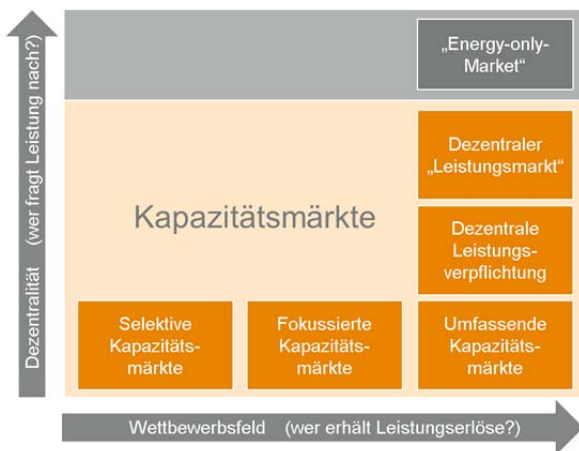 „Energy-only-
Market“
Dezentraler
„Leistungsmarkt“
Kapazitätsmärkte
Dezentrale
Leistungs-
verpflichtung
Selektive
Kapazitäts-
märkte
Fokussierte
Kapazitäts-
märkte
Umfassende
Kapazitäts-
märkte
Dezentralität (wer fragt Leistung nach?)
Wettbewerbsfeld (wer erhält Leistungserlöse?)